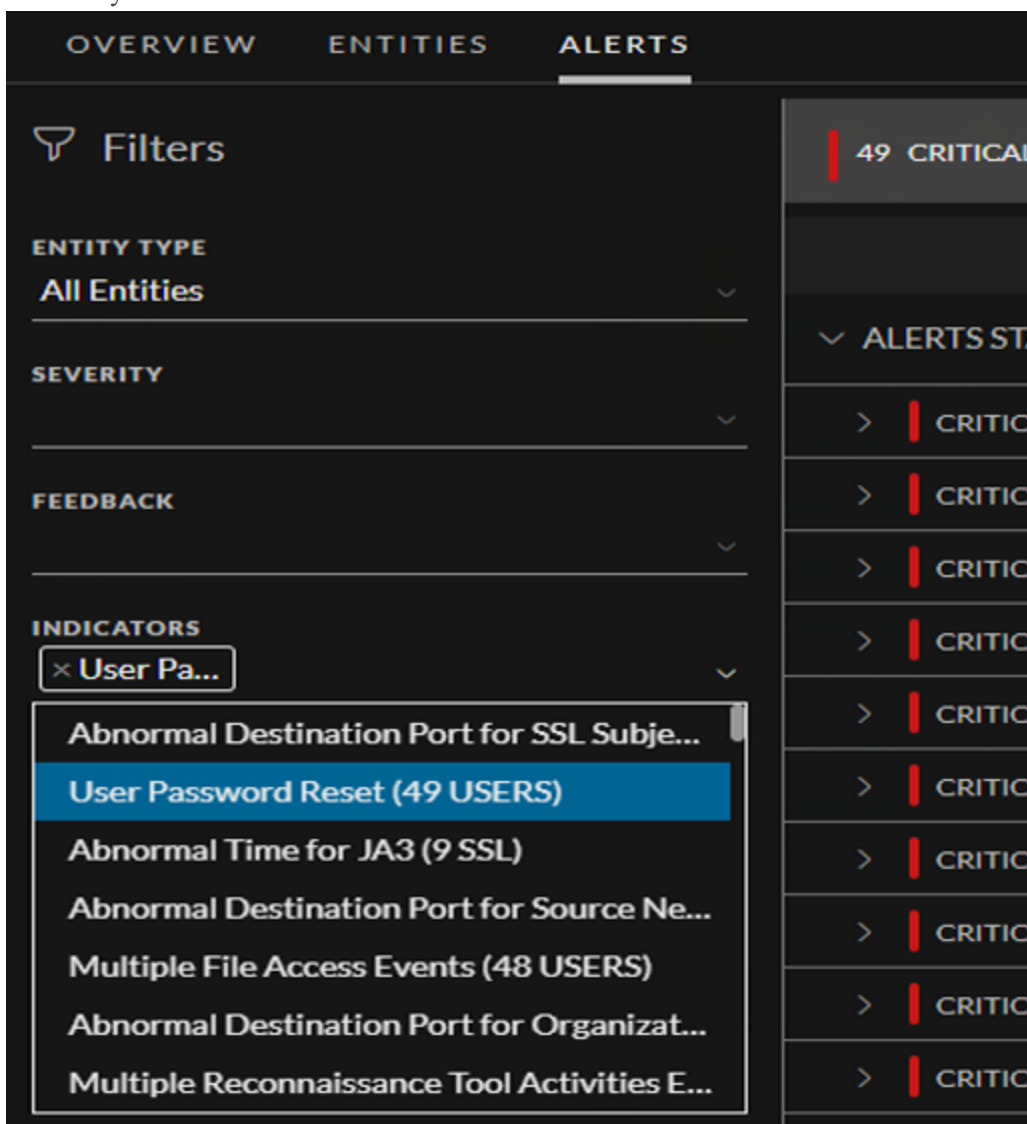 OVERVIEW ENTITIES ALERTS
Filters
49 CRITICAL
ENTITY TYPE
All Entities
ALERTS STA
SEVERITY
CRITIC
CRITIC
FEEDBACK
CRITIC
INDICATORS
CRITIC
× User Pa...
CRITIC
Abnormal Destination Port for SSL Subje...
User Password Reset (49 USERS)
CRITIC
Abnormal Time for JA3 (9 SSL)
CRITIC
Abnormal Destination Port for Source Ne...
CRITIC
Multiple File Access Events (48 USERS)
Abnormal Destination Port for Organizat...
CRITIC
Multiple Reconnaissance Tool Activities E...
CRITIC